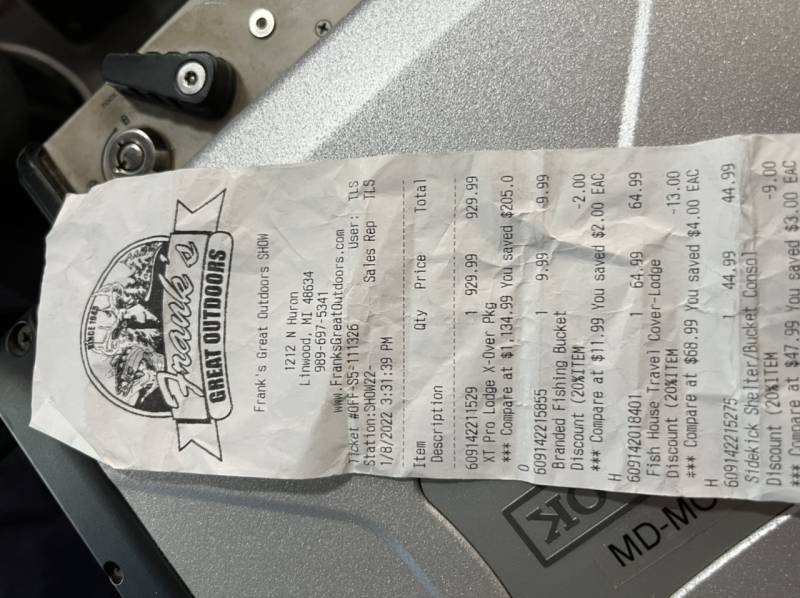 SINCE 1945
Frank's
GREAT OUTDOORS
Frank's Great Outdoors SHOW
1212 N Huron
Linwood, MI 48634
989-697-5341
www.FranksGreatOutdoors.com
Ticket #OFF-SS-111326 User: TLS
Station:SHOW22- Sales Rep TLS
1/8/2022 3:31:39 PM
Item Qty Price Total
Description
609142211529 1 929.99 929.99
XT Pro Lodge X-Over Pkg
*** Compare at $1,134.99 You saved $205.0
0
609142215855 1 9.99 9.99
Branded Fishing Bucket
Discount (20%ITEM -2.00
*** Compare at $11.99 You saved $2.00 EAC
H
609142018401 1 64.99 64.99
Fish House Travel Cover-Lodge
Discount (20%ITEM -13.00
*** Compare at $68.99 You saved $4.00 EAC
H
609142215275 1 44.99 44.99
Sidekick Shelter/Bucket Consol
Discount (20%ITEM -9.00
*** Compare at $47.99 You saved $3.00 EAC
OK